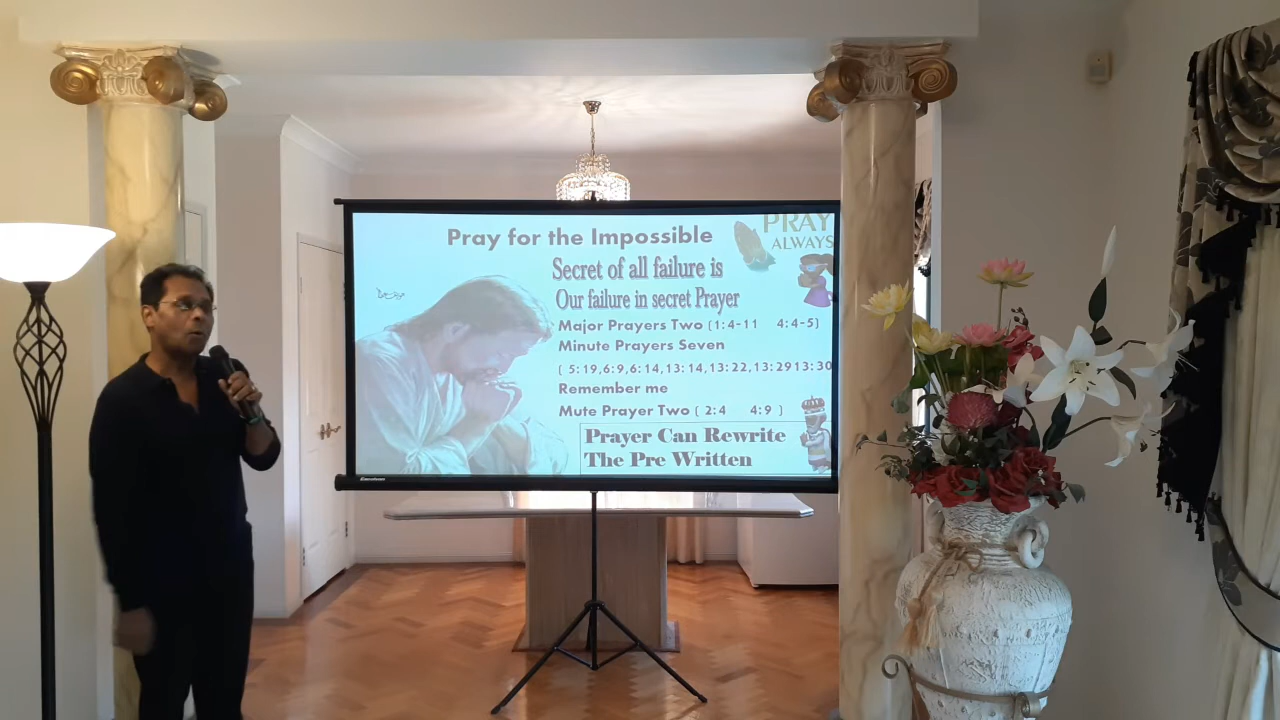 Pray for the Impossible
PRAY
ALWAYS
Secret of all failure is
Our failure in secret Prayer
Major Prayers Two (1:4-11 4:4-5)
Minute Prayers Seven
( 5:19,6:9,6:14,13:14,13:22,13:29 13:30
Remember me
Mute Prayer Two ( 2:4 4:9 )
Prayer Can Rewrite
The Pre Written